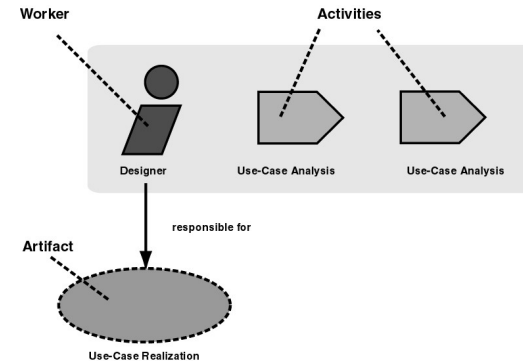 Worker
Activities
Designer
Use-Case Analysis
Use-Case Analysis
responsible for
Artifact
Use-Case Realization